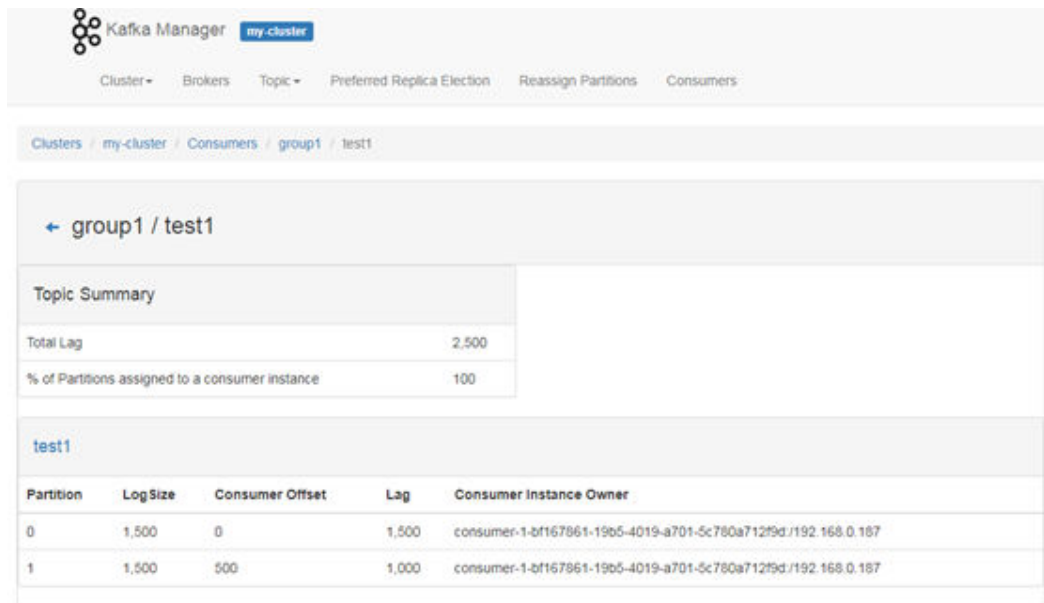 Kafka Manager my-cluster
Cluster Brokers Topic Preferred Replica Election Reassign Partitions Consumers
Clusters / my-cluster / Consumers / group1 / test1
← group1 / test1
Topic Summary
Total Lag 2,500
% of Partitions assigned to a consumer instance 100
test1
Partition LogSize Consumer Offset Lag Consumer Instance Owner
0 1,500 0 1,500 consumer-1-bf167861-19b5-4019-a701-5c780a712f9d:/192.168.0.187
1 1,500 500 1,000 consumer-1-bf167861-19b5-4019-a701-5c780a712f9d:/192.168.0.187